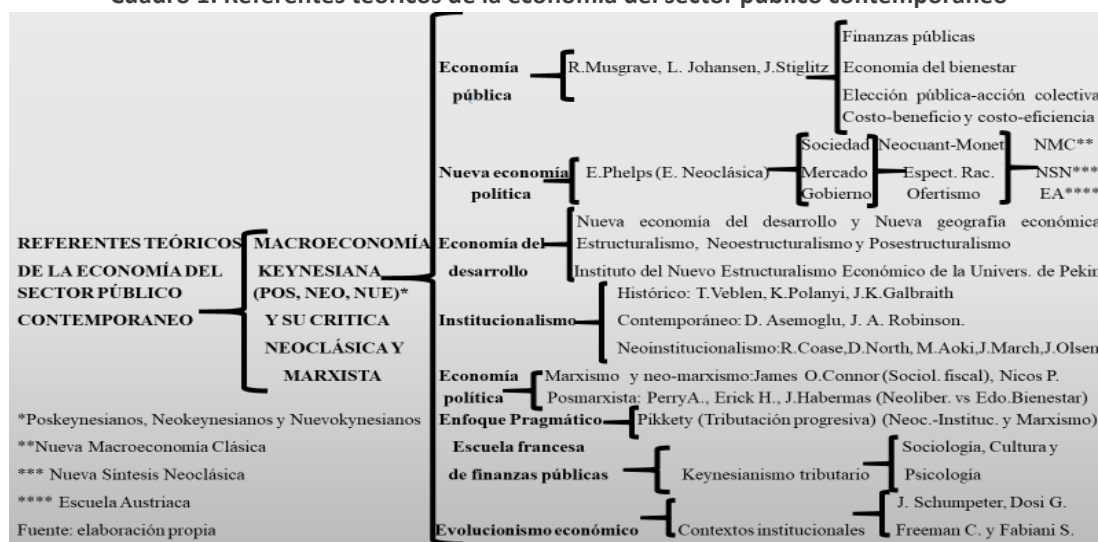 Cuadro 1. Referentes teóricos de la economía del sector público contemporáneo
Finanzas públicas
Economía pública
R.Musgrave, L. Johansen, J.Stiglitz
Economía del bienestar
Elección pública-acción colectiva
Costo-beneficio y costo-eficiencia
Nueva economía política
E.Phelps (E. Neoclásica)
Sociedad
Mercado
Gobierno
Neocuant-Monet
Espect. Rac.
Ofertismo
NMC**
NSN***
EA****
REFERENTES TEÓRICOS
DE LA ECONOMÍA DEL
SECTOR PÚBLICO
CONTEMPORANEO
MACROECONOMÍA
KEYNESIANA
(POS, NEO, NUE)*
Y SU CRITICA
NEOCLÁSICA Y
MARXISTA
Economía del
desarrollo
Nueva economía del desarrollo y Nueva geografía económica
Estructuralismo, Neoestructuralismo y Posestructuralismo
Instituto del Nuevo Estructuralismo Económico de la Univers. de Pekin
Institucionalismo
Histórico: T.Veblen, K.Polanyi, J.K.Galbraith
Contemporáneo: D. Asemoglu, J. A. Robinson.
Neoinstitucionalismo:R.Coase,D.North, M.Aoki,J.March,J.Olsen
Economía
política
Marxismo y neo-marxismo:James O.Connor (Sociol. fiscal), Nicos P.
Posmarxista: PerryA., Erick H., J.Habermas (Neoliber. vs Edo.Bienestar)
Enfoque Pragmático
Pikkety (Tributación progresiva) (Neoc.-Instituc. y Marxismo)
Escuela francesa
de finanzas públicas
Keynesianismo tributario
Sociología, Cultura y
Psicología
Evolucionismo económico
Contextos institucionales
J. Schumpeter, Dosi G.
Freeman C. y Fabiani S.
*Poskeynesianos, Neokeynesianos y Nuevokynesianos
**Nueva Macroeconomía Clásica
*** Nueva Síntesis Neoclásica
**** Escuela Austriaca
Fuente: elaboración propia